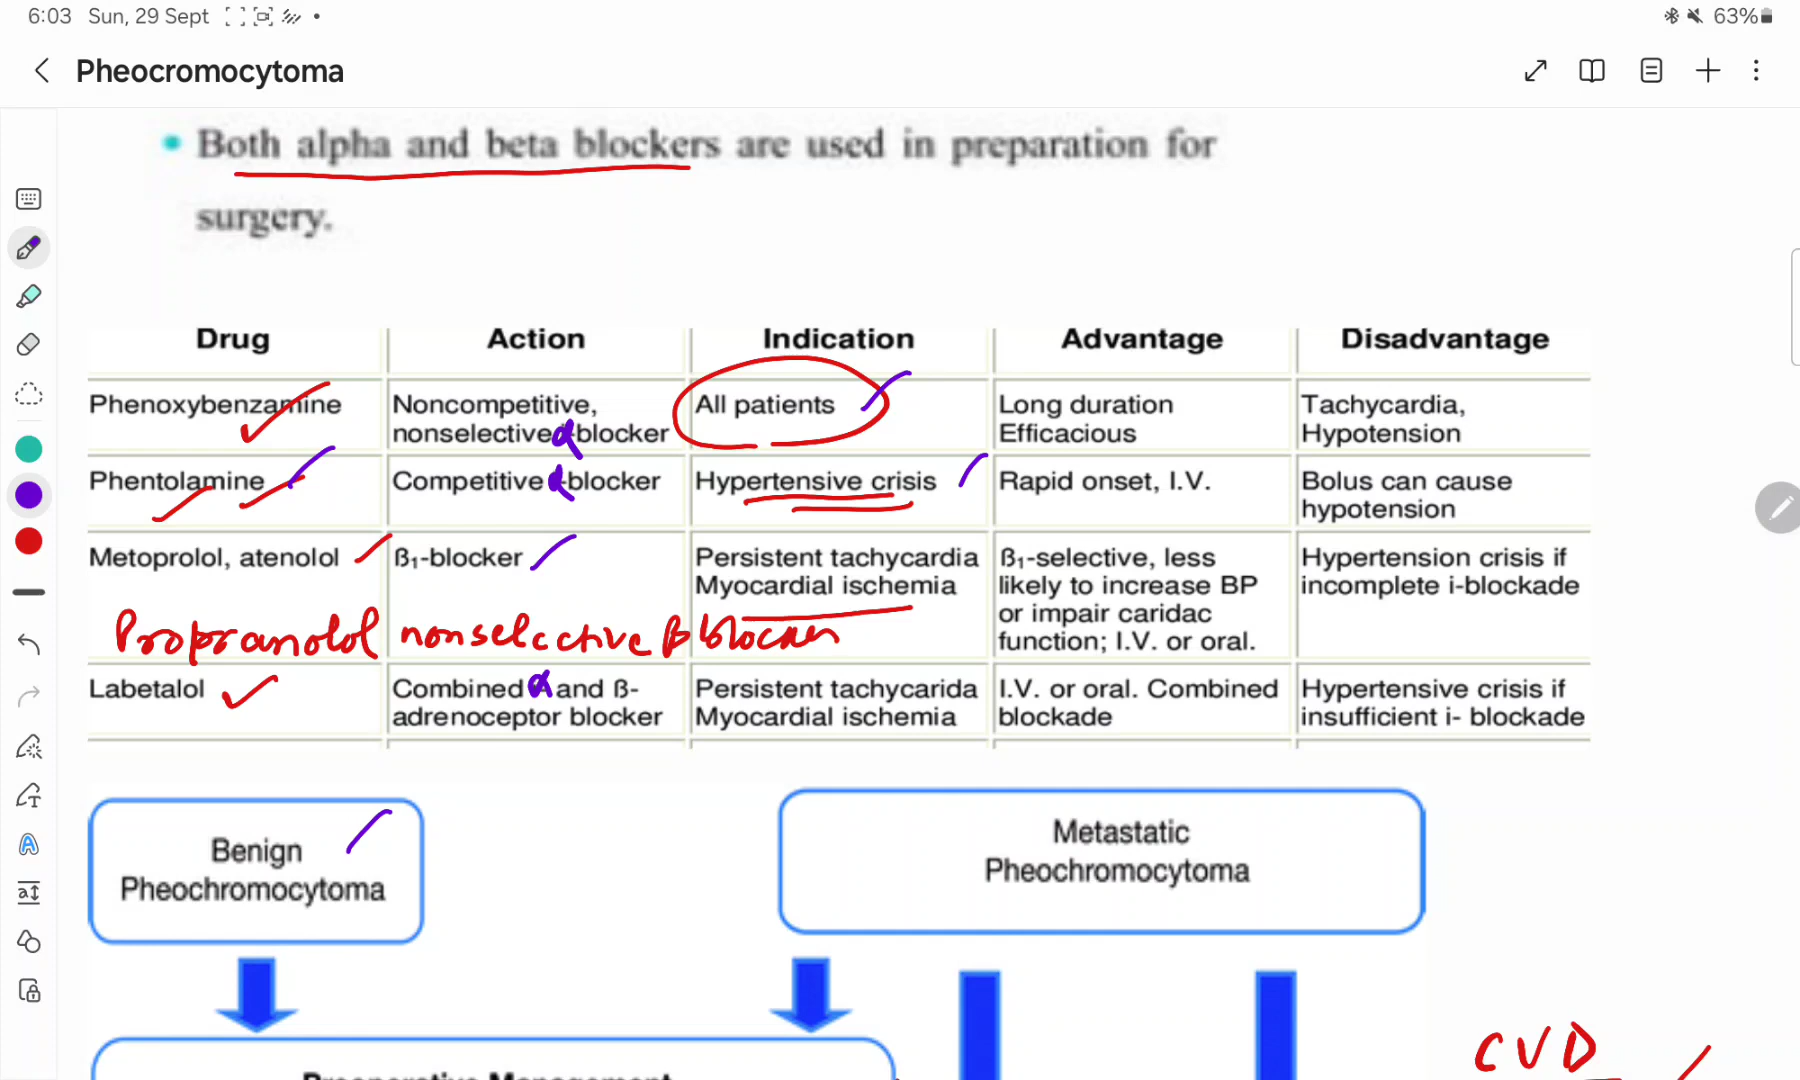 6:03 Sun, 29 Sept
63%
Pheocromocytoma
• Both alpha and beta blockers are used in preparation for
surgery.
Drug Action Indication Advantage Disadvantage
Phenoxybenzamine Noncompetitive, nonselective α-blocker All patients Long duration Efficacious Tachycardia, Hypotension
Phentolamine Competitive α-blocker Hypertensive crisis Rapid onset, I.V. Bolus can cause hypotension
Metoprolol, atenolol ß₁-blocker Persistent tachycardia Myocardial ischemia ß₁-selective, less likely to increase BP or impair caridac function; I.V. or oral. Hypertension crisis if incomplete i-blockade
Propranolol nonselective β blocker
Labetalol Combined α and ß-adrenoceptor blocker Persistent tachycarida Myocardial ischemia I.V. or oral. Combined blockade Hypertensive crisis if insufficient i- blockade
Benign
Pheochromocytoma
Metastatic
Pheochromocytoma
Preoperative Management
CVD